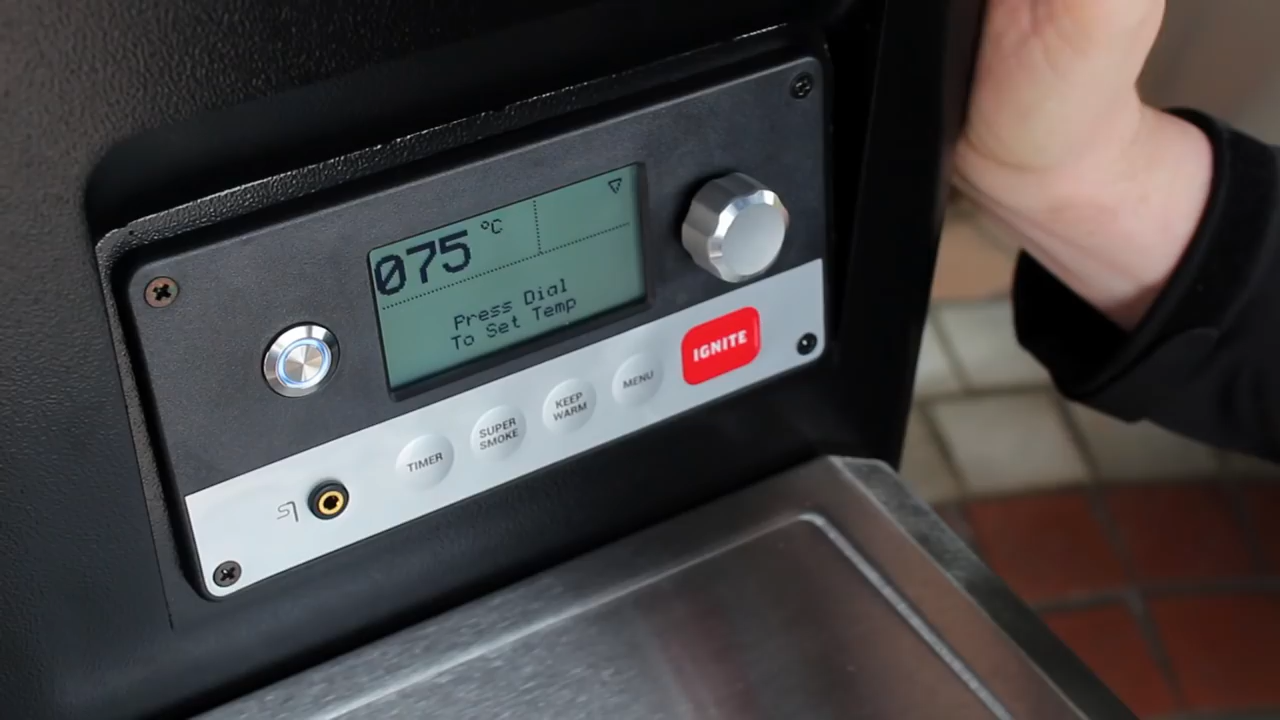 075 °C
Press Dial
To Set Temp
TIMER
SUPER
SMOKE
KEEP
WARM
MENU
IGNITE